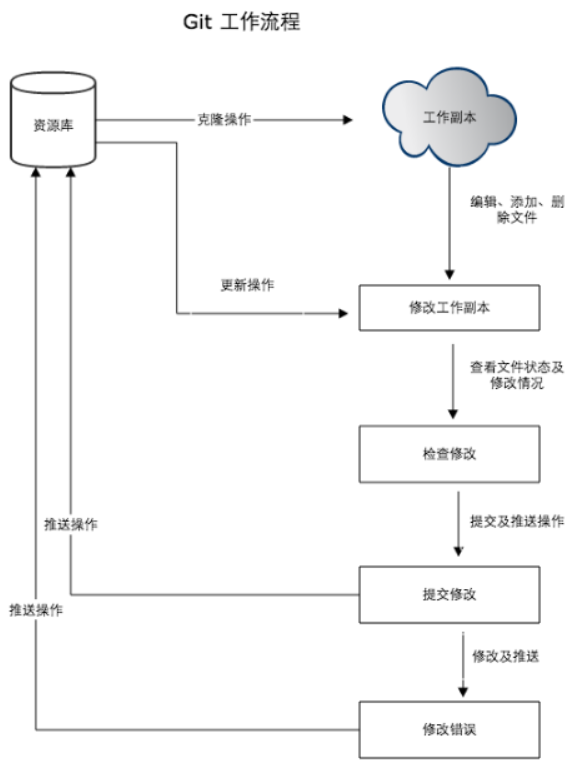 Git 工作流程
资源库
克隆操作
工作副本
编辑、添加、删
除文件
更新操作
修改工作副本
查看文件状态及
修改情况
检查修改
提交及推送操作
推送操作
提交修改
推送操作
修改及推送
修改错误